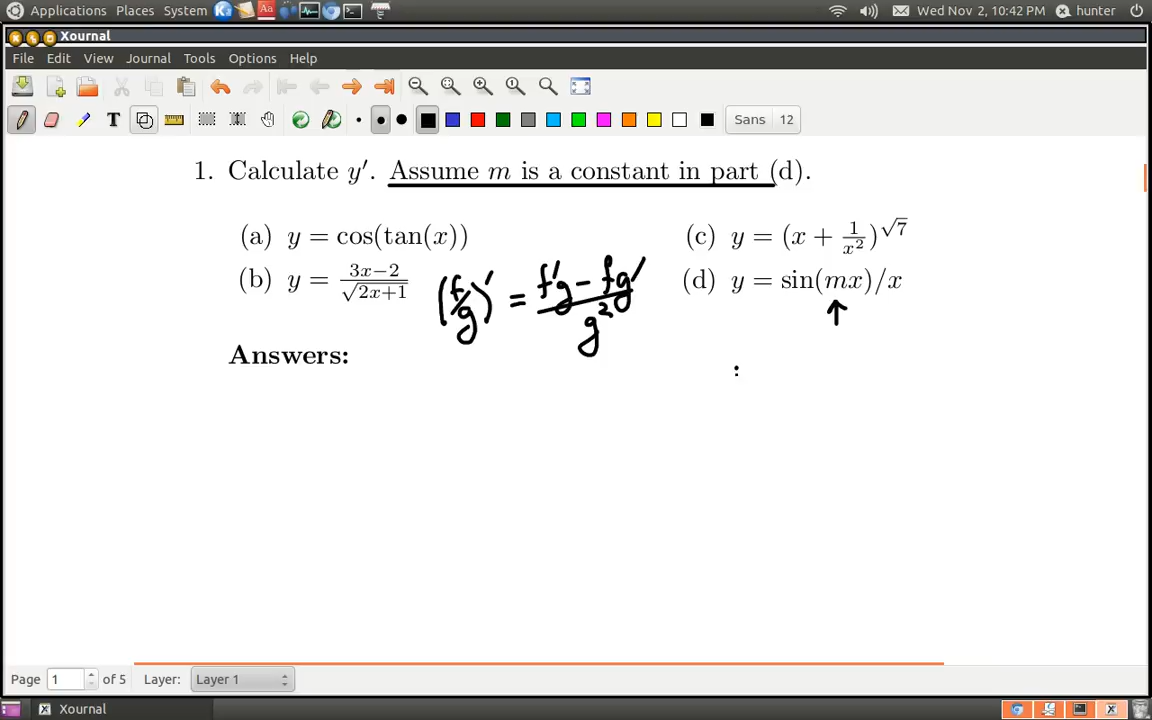 Applications Places System Aa Wed Nov 2, 10:42 PM hunter
Xournal
File Edit View Journal Tools Options Help
T Sans 12
1. Calculate y′. Assume m is a constant in part (d).
(a) y = cos(tan(x))
(c) y = (x + 1/x²)^√7
(b) y = (3x−2)/√(2x+1)
(f/g)′ = (f′g − fg′)/g²
(d) y = sin(mx)/x
Answers:
Page 1 of 5 Layer: Layer 1
Xournal